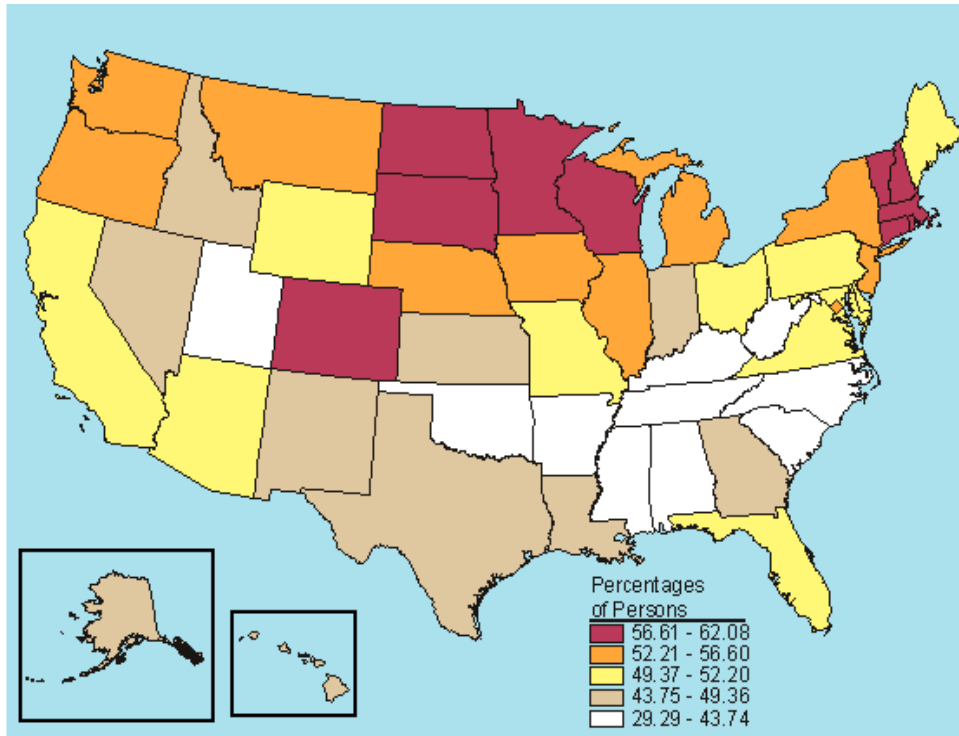 Percentages
of Persons
56.61 - 62.08
52.21 - 56.60
49.37 - 52.20
43.75 - 49.36
29.29 - 43.74